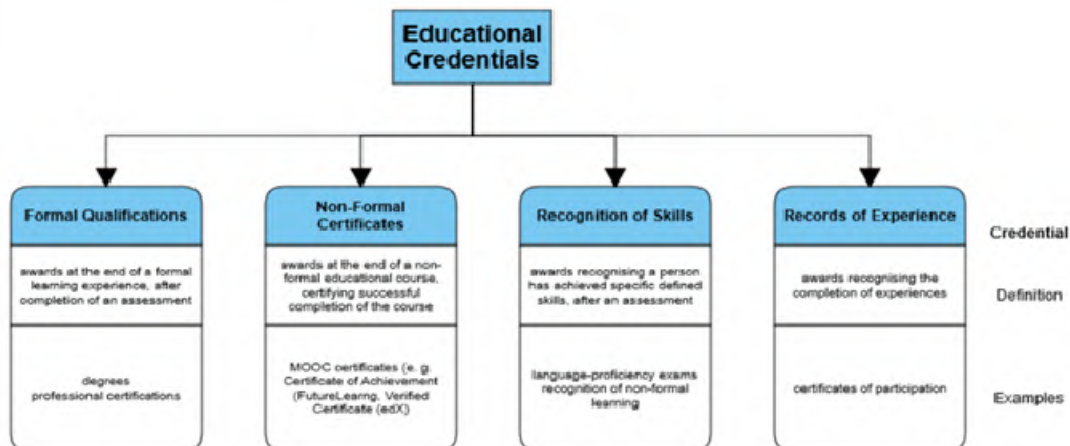 Educational
Credentials
Formal Qualifications
awards at the end of a formal
learning experience, after
completion of an assessment
degrees
professional certifications
Non-Formal
Certificates
awards at the end of a non-
formal educational course,
certifying successful
completion of the course
MOOC certificates (e. g.
Certificate of Achievement
(FutureLearng, Verified
Certificate (edX)
Recognition of Skills
awards recognising a person
has achieved specific defined
skills, after an assessment
language-proficiency exams
recognition of non-formal
learning
Records of Experience
awards recognising the
completion of experiences
certificates of participation
Credential
Definition
Examples